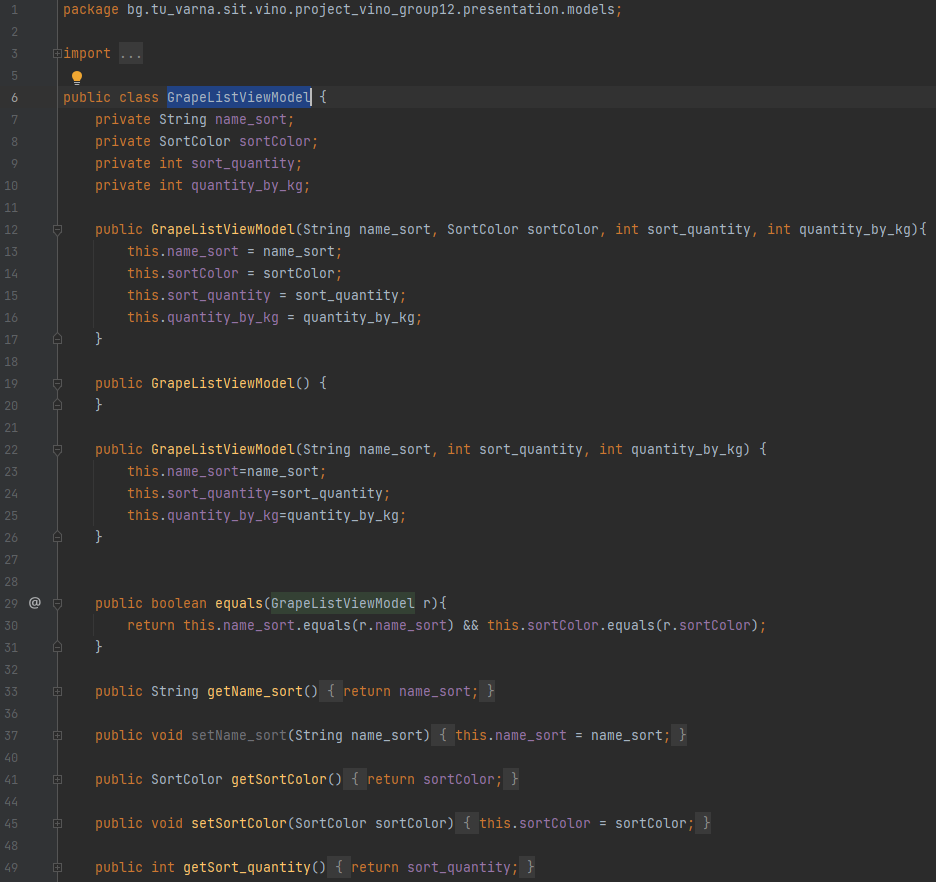 1 package bg.tu_varna.sit.vino.project_vino_group12.presentation.models;
2
3 import ...
5
6 public class GrapeListViewModel {
7 private String name_sort;
8 private SortColor sortColor;
9 private int sort_quantity;
10 private int quantity_by_kg;
11
12 public GrapeListViewModel(String name_sort, SortColor sortColor, int sort_quantity, int quantity_by_kg){
13 this.name_sort = name_sort;
14 this.sortColor = sortColor;
15 this.sort_quantity = sort_quantity;
16 this.quantity_by_kg = quantity_by_kg;
17 }
18
19 public GrapeListViewModel() {
20 }
21
22 public GrapeListViewModel(String name_sort, int sort_quantity, int quantity_by_kg) {
23 this.name_sort=name_sort;
24 this.sort_quantity=sort_quantity;
25 this.quantity_by_kg=quantity_by_kg;
26 }
27
28
29 @ public boolean equals(GrapeListViewModel r){
30 return this.name_sort.equals(r.name_sort) && this.sortColor.equals(r.sortColor);
31 }
32
33 public String getName_sort() { return name_sort; }
36
37 public void setName_sort(String name_sort) { this.name_sort = name_sort; }
40
41 public SortColor getSortColor() { return sortColor; }
44
45 public void setSortColor(SortColor sortColor) { this.sortColor = sortColor; }
48
49 public int getSort_quantity() { return sort_quantity; }